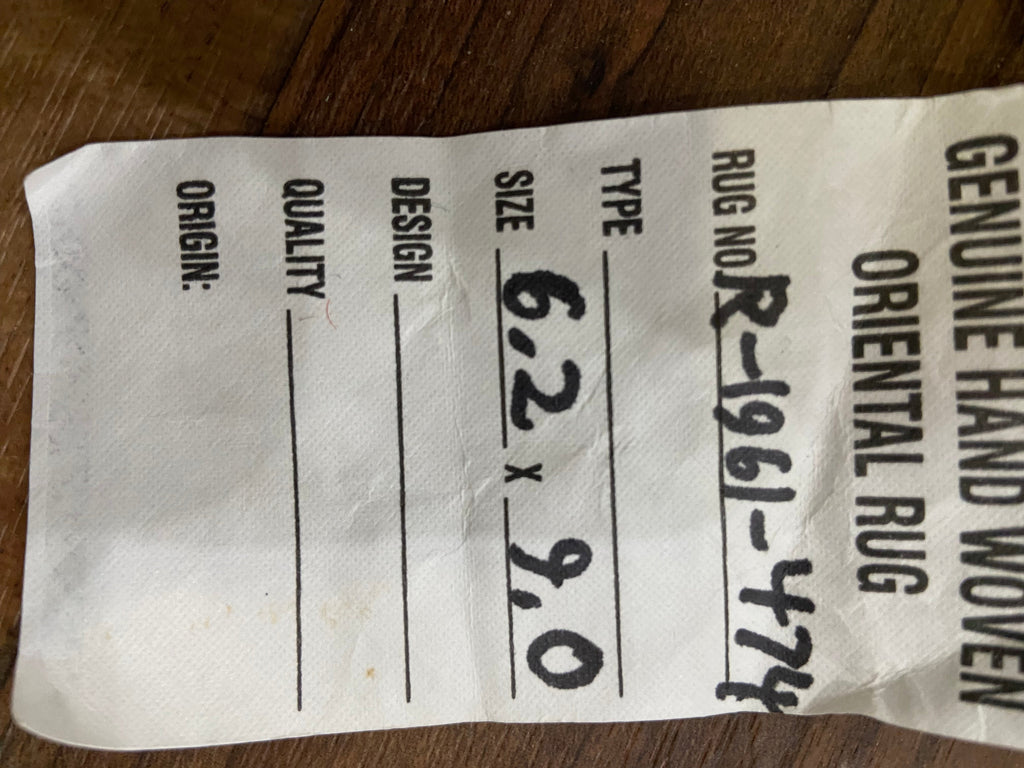 GENUINE HAND WOVEN
ORIENTAL RUG
RUG NO. R-1961-474
TYPE
SIZE 6.2 x 9.0
DESIGN
QUALITY
ORIGIN: